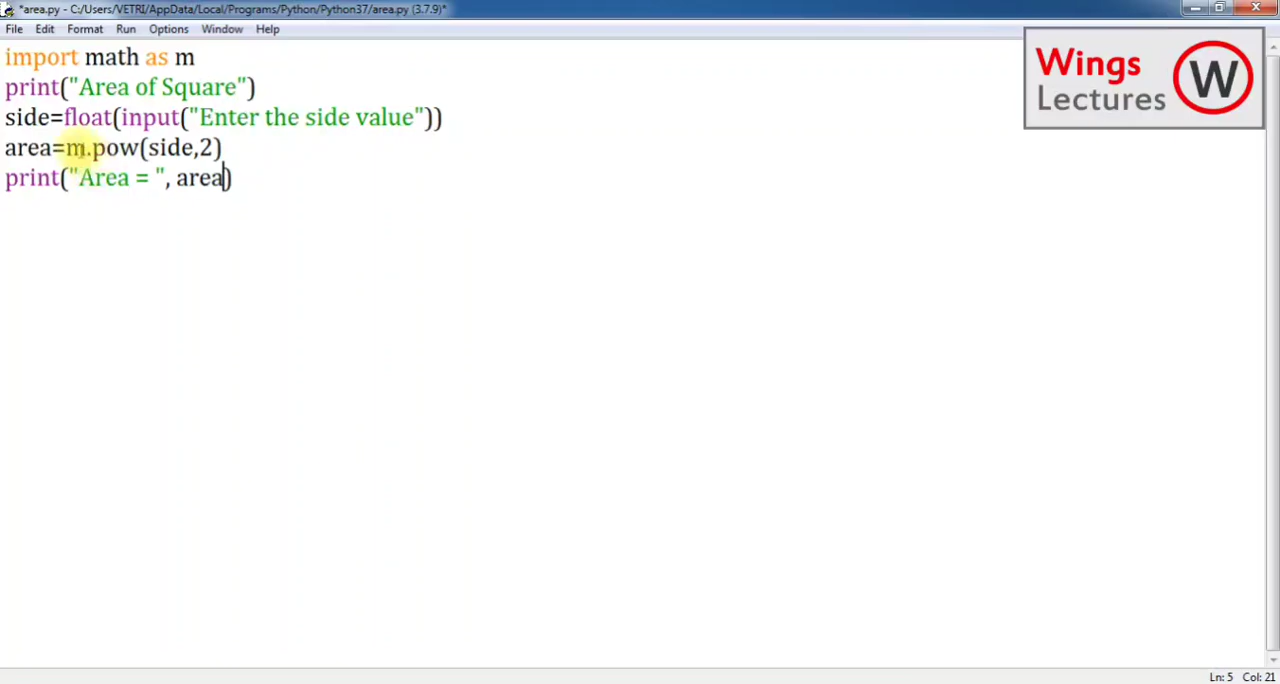 *area.py - C:/Users/VETRI/AppData/Local/Programs/Python/Python37/area.py (3.7.9)*
File Edit Format Run Options Window Help
import math as m
print("Area of Square")
side=float(input("Enter the side value"))
area=m.pow(side,2)
print("Area = ", area)
Wings
Lectures
W
Ln: 5 Col: 21